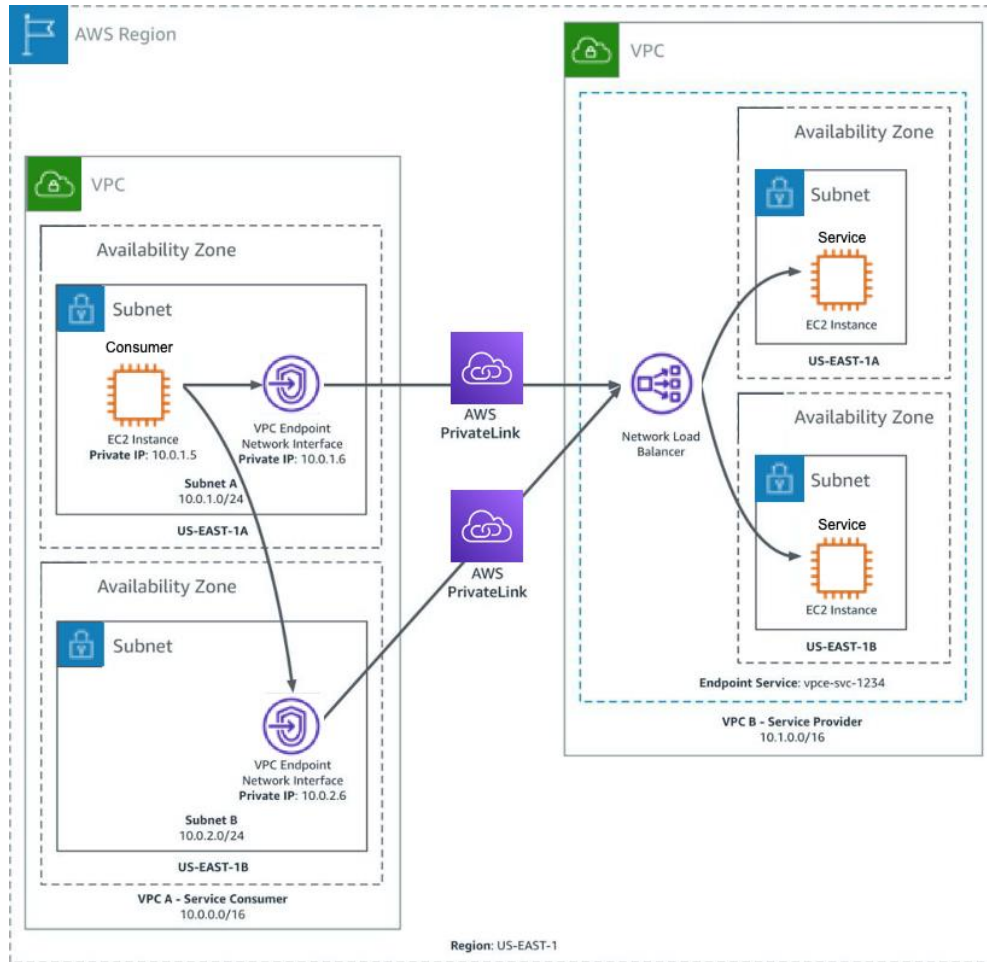 AWS Region
VPC
Availability Zone
Subnet
Consumer
EC2 Instance
Private IP: 10.0.1.5
VPC Endpoint
Network Interface
Private IP: 10.0.1.6
Subnet A
10.0.1.0/24
US-EAST-1A
Availability Zone
Subnet
VPC Endpoint
Network Interface
Private IP: 10.0.2.6
Subnet B
10.0.2.0/24
US-EAST-1B
VPC A - Service Consumer
10.0.0.0/16
AWS
PrivateLink
AWS
PrivateLink
VPC
Network Load
Balancer
Availability Zone
Subnet
Service
EC2 Instance
US-EAST-1A
Availability Zone
Subnet
Service
EC2 Instance
US-EAST-1B
Endpoint Service: vpce-svc-1234
VPC B - Service Provider
10.1.0.0/16
Region: US-EAST-1